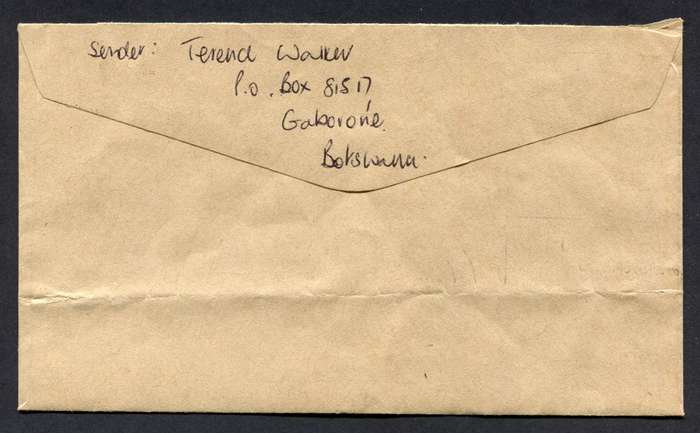 Sender: Terend Walker
P.O. Box 81517
Gaborone
Botswana.